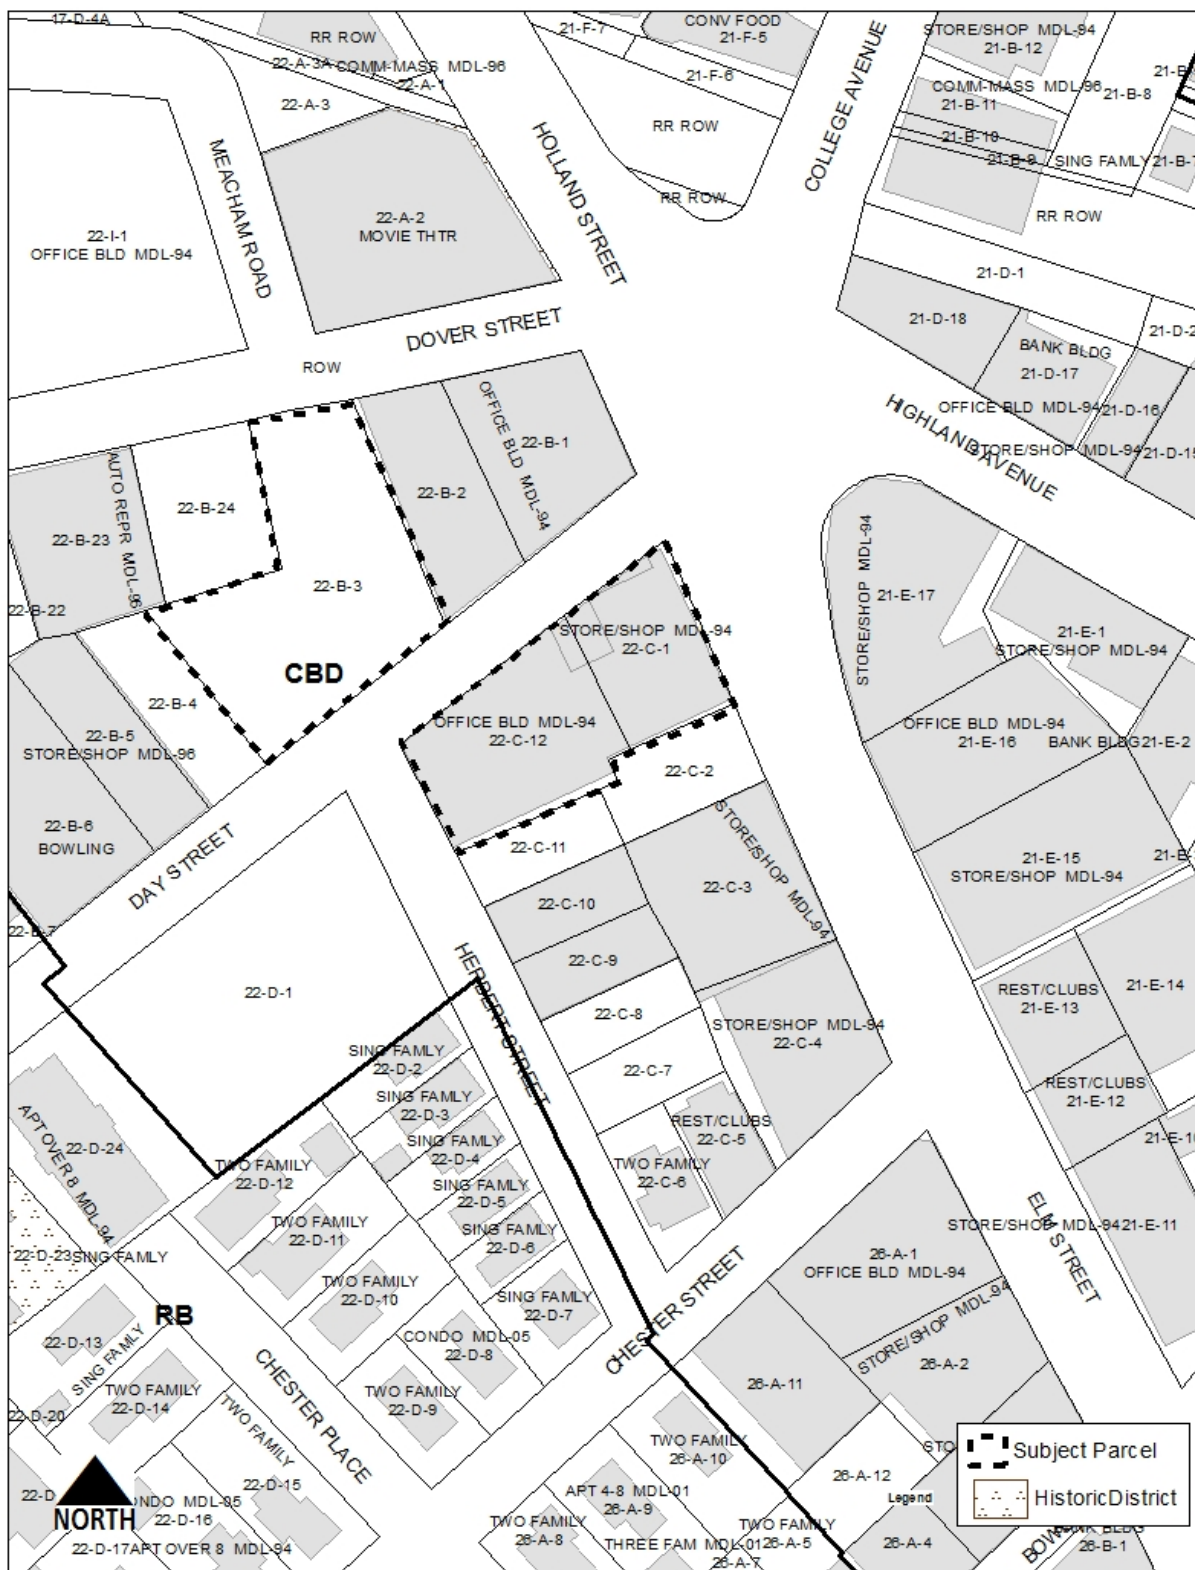 17-D-4A
RR ROW
22-A-3A
COMM-MASS MDL-96
22-A-1
22-A-3
21-F-7
CONV FOOD
21-F-5
21-F-6
RR ROW
RR ROW
COLLEGE AVENUE
STORE/SHOP MDL-94
21-B-12
COMM-MASS MDL-96
21-B-11
21-B-8
21-B-10
21-B-9
SING FAMLY
21-B-7
RR ROW
MEACHAM ROAD
HOLLAND STREET
22-I-1
OFFICE BLD MDL-94
22-A-2
MOVIE THTR
21-D-1
21-D-18
BANK BLDG
21-D-17
21-D-2
OFFICE BLD MDL-94
21-D-16
STORE/SHOP MDL-94
21-D-15
HIGHLAND AVENUE
DOVER STREET
ROW
OFFICE BLD MDL-94
22-B-1
22-B-2
22-B-24
AUTO REPR MDL-96
22-B-23
22-B-3
22-B-22
CBD
22-B-4
22-B-5
STORE/SHOP MDL-96
22-B-6
BOWLING
STORE/SHOP MDL-94
22-C-1
OFFICE BLD MDL-94
22-C-12
22-C-2
STORE/SHOP MDL-94
21-E-17
21-E-1
STORE/SHOP MDL-94
OFFICE BLD MDL-94
21-E-16
BANK BLDG
21-E-2
21-E-15
STORE/SHOP MDL-94
DAY STREET
22-C-11
22-C-10
22-C-9
22-C-3
STORE/SHOP MDL-94
22-C-8
22-C-7
STORE/SHOP MDL-94
22-C-4
REST/CLUBS
21-E-13
21-E-14
REST/CLUBS
21-E-12
HERBERT STREET
22-D-1
SING FAMLY
22-D-2
SING FAMLY
22-D-3
SING FAMLY
22-D-4
SING FAMLY
22-D-5
SING FAMLY
22-D-6
SING FAMLY
22-D-7
REST/CLUBS
22-C-5
TWO FAMILY
22-C-6
22-D-24
APT OVER 8 MDL-94
TWO FAMILY
22-D-12
TWO FAMILY
22-D-11
TWO FAMILY
22-D-10
CONDO MDL-05
22-D-8
TWO FAMILY
22-D-9
22-D-23
SING FAMLY
RB
22-D-13
SING FAMLY
TWO FAMILY
22-D-14
22-D-20
CHESTER PLACE
TWO FAMILY
22-D-15
CHESTER STREET
ELM STREET
STORE/SHOP MDL-94
21-E-11
26-A-1
OFFICE BLD MDL-94
STORE/SHOP MDL-94
26-A-2
26-A-11
TWO FAMILY
26-A-10
26-A-12
APT 4-8 MDL-01
26-A-9
TWO FAMILY
26-A-8
THREE FAM MDL-01
26-A-7
TWO FAMILY
26-A-5
26-A-4
26-B-1
22-D-16
22-D-17
APT OVER 8 MDL-94
NORTH
Legend
Subject Parcel
Historic District